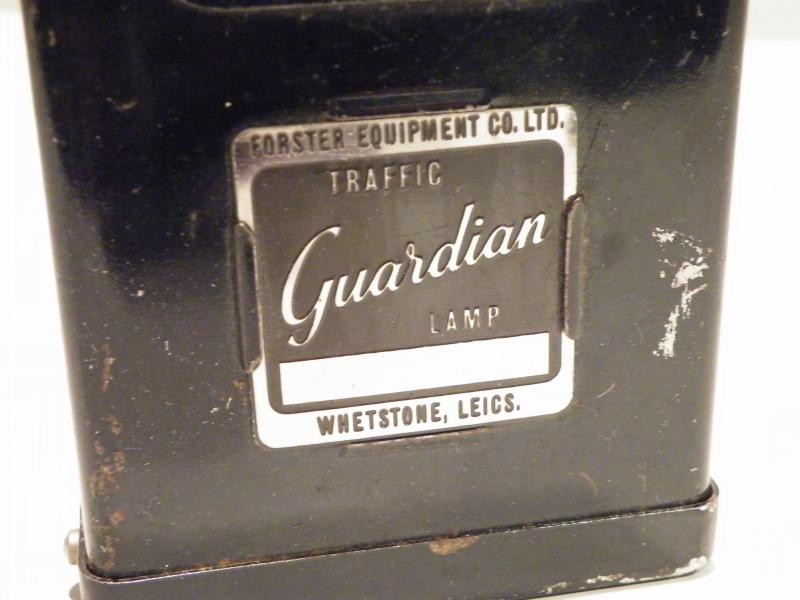 FORSTER EQUIPMENT CO. LTD.
TRAFFIC
Guardian
LAMP
WHETSTONE, LEICS.